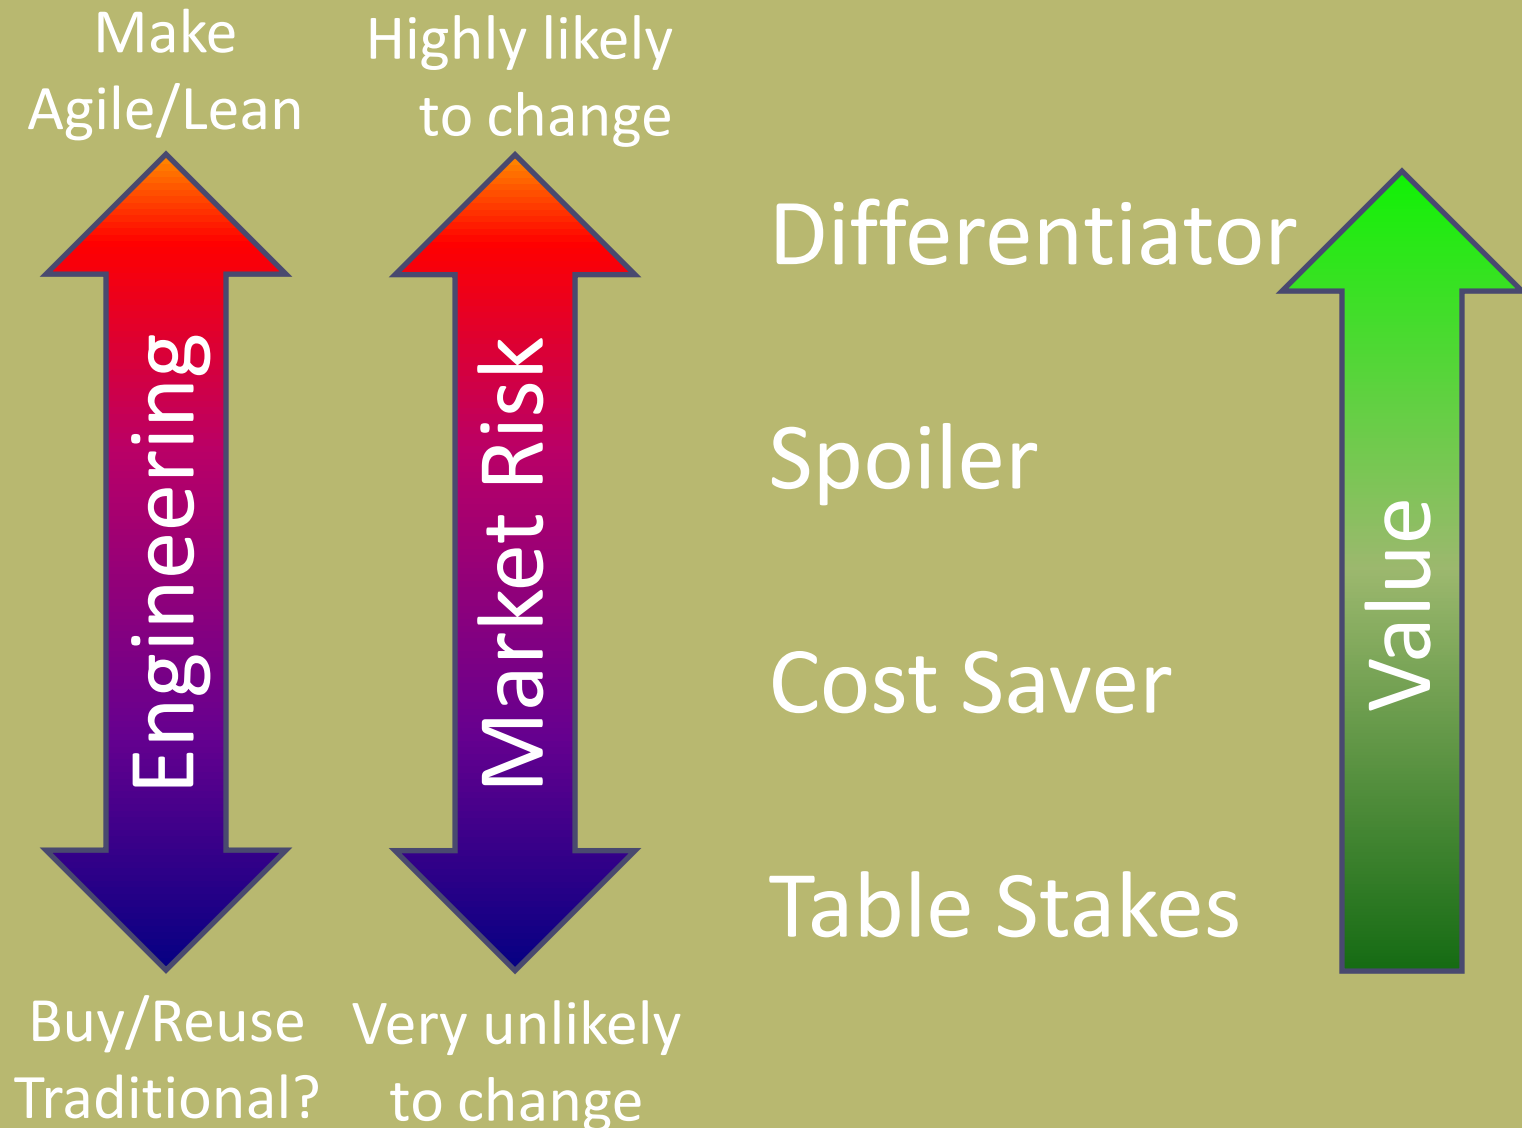 Make
Agile/Lean
Highly likely
to change
Engineering
Market Risk
Differentiator
Spoiler
Cost Saver
Table Stakes
Value
Buy/Reuse
Traditional?
Very unlikely
to change